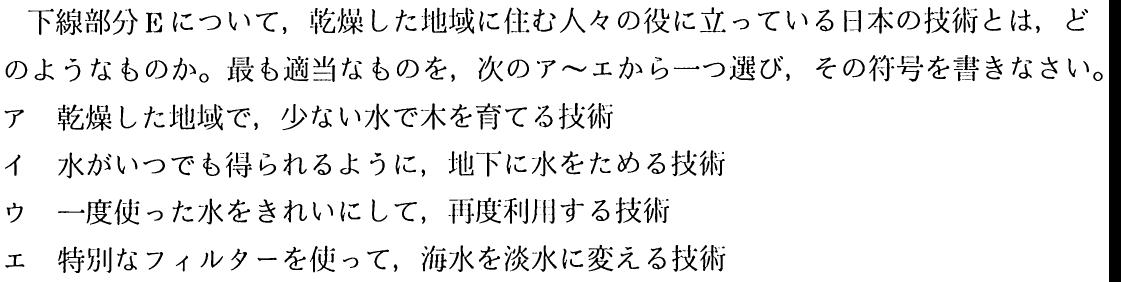 下線部分Eについて，乾燥した地域に住む人々の役に立っている日本の技術とは，ど
のようなものか。最も適当なものを，次のア〜エから一つ選び，その符号を書きなさい。
ア　乾燥した地域で，少ない水で木を育てる技術
イ　水がいつでも得られるように，地下に水をためる技術
ウ　一度使った水をきれいにして，再度利用する技術
エ　特別なフィルターを使って，海水を淡水に変える技術